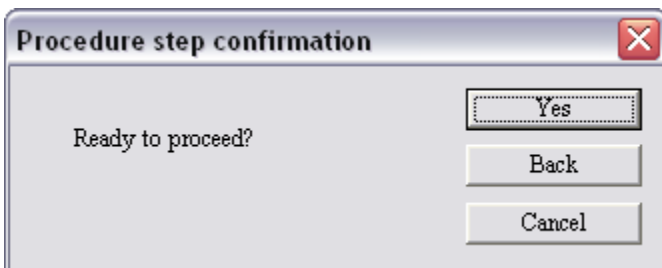 Procedure step confirmation
Ready to proceed?
Yes
Back
Cancel